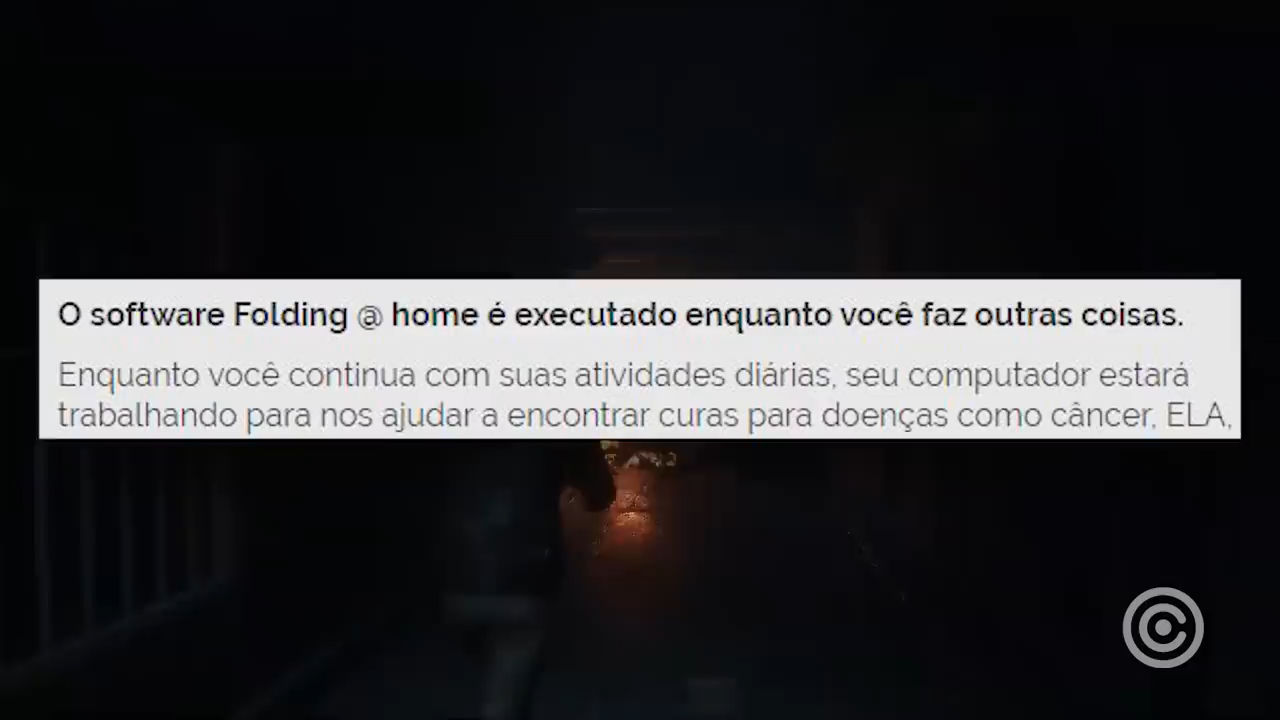 O software Folding @ home é executado enquanto você faz outras coisas.
Enquanto você continua com suas atividades diárias, seu computador estará
trabalhando para nos ajudar a encontrar curas para doenças como câncer, ELA,